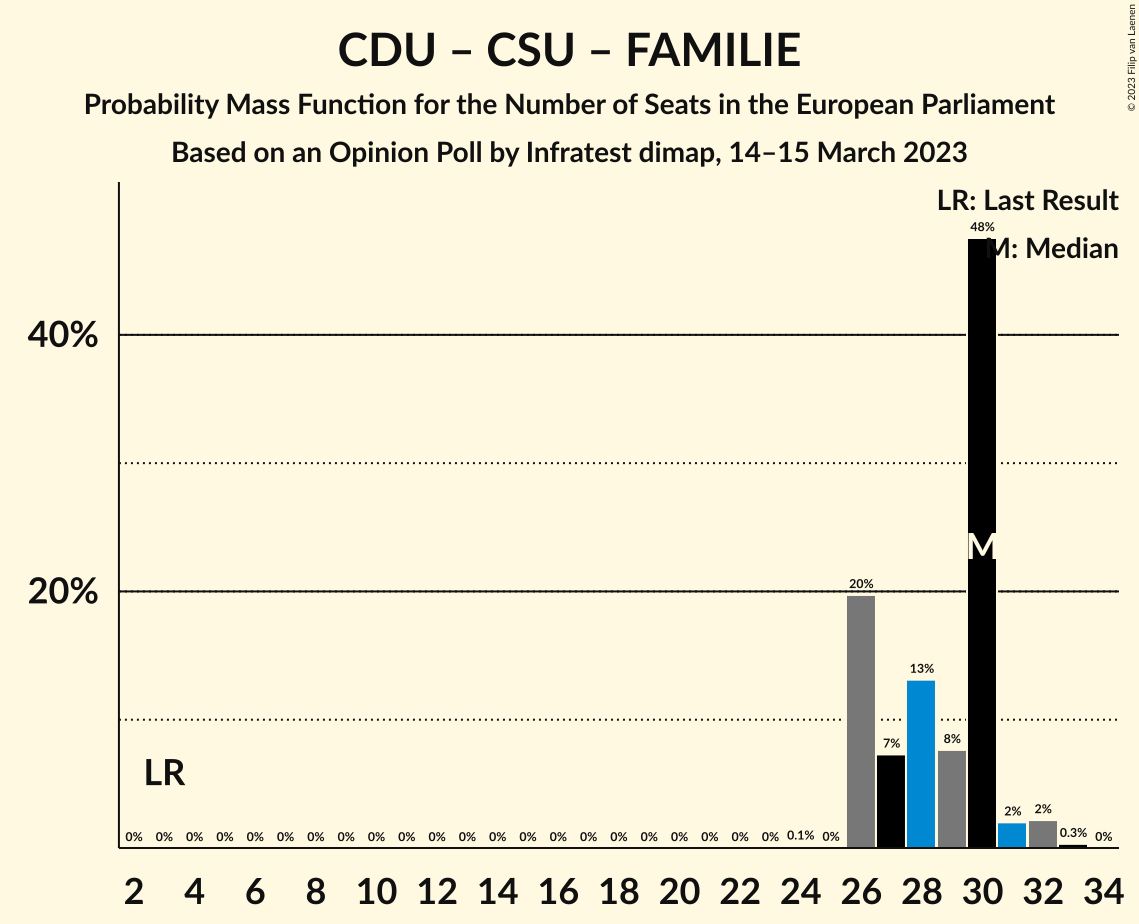 CDU – CSU – FAMILIE
Probability Mass Function for the Number of Seats in the European Parliament
Based on an Opinion Poll by Infratest dimap, 14–15 March 2023
© 2023 Filip van Laenen
LR: Last Result
M: Median
48%
40%
M
20%
20%
13%
7%
8%
LR
0% 0% 0% 0% 0% 0% 0% 0% 0% 0% 0% 0% 0% 0% 0% 0% 0% 0% 0% 0% 0% 0% 0.1% 0% 2% 2% 0.3% 0%
2 4 6 8 10 12 14 16 18 20 22 24 26 28 30 32 34